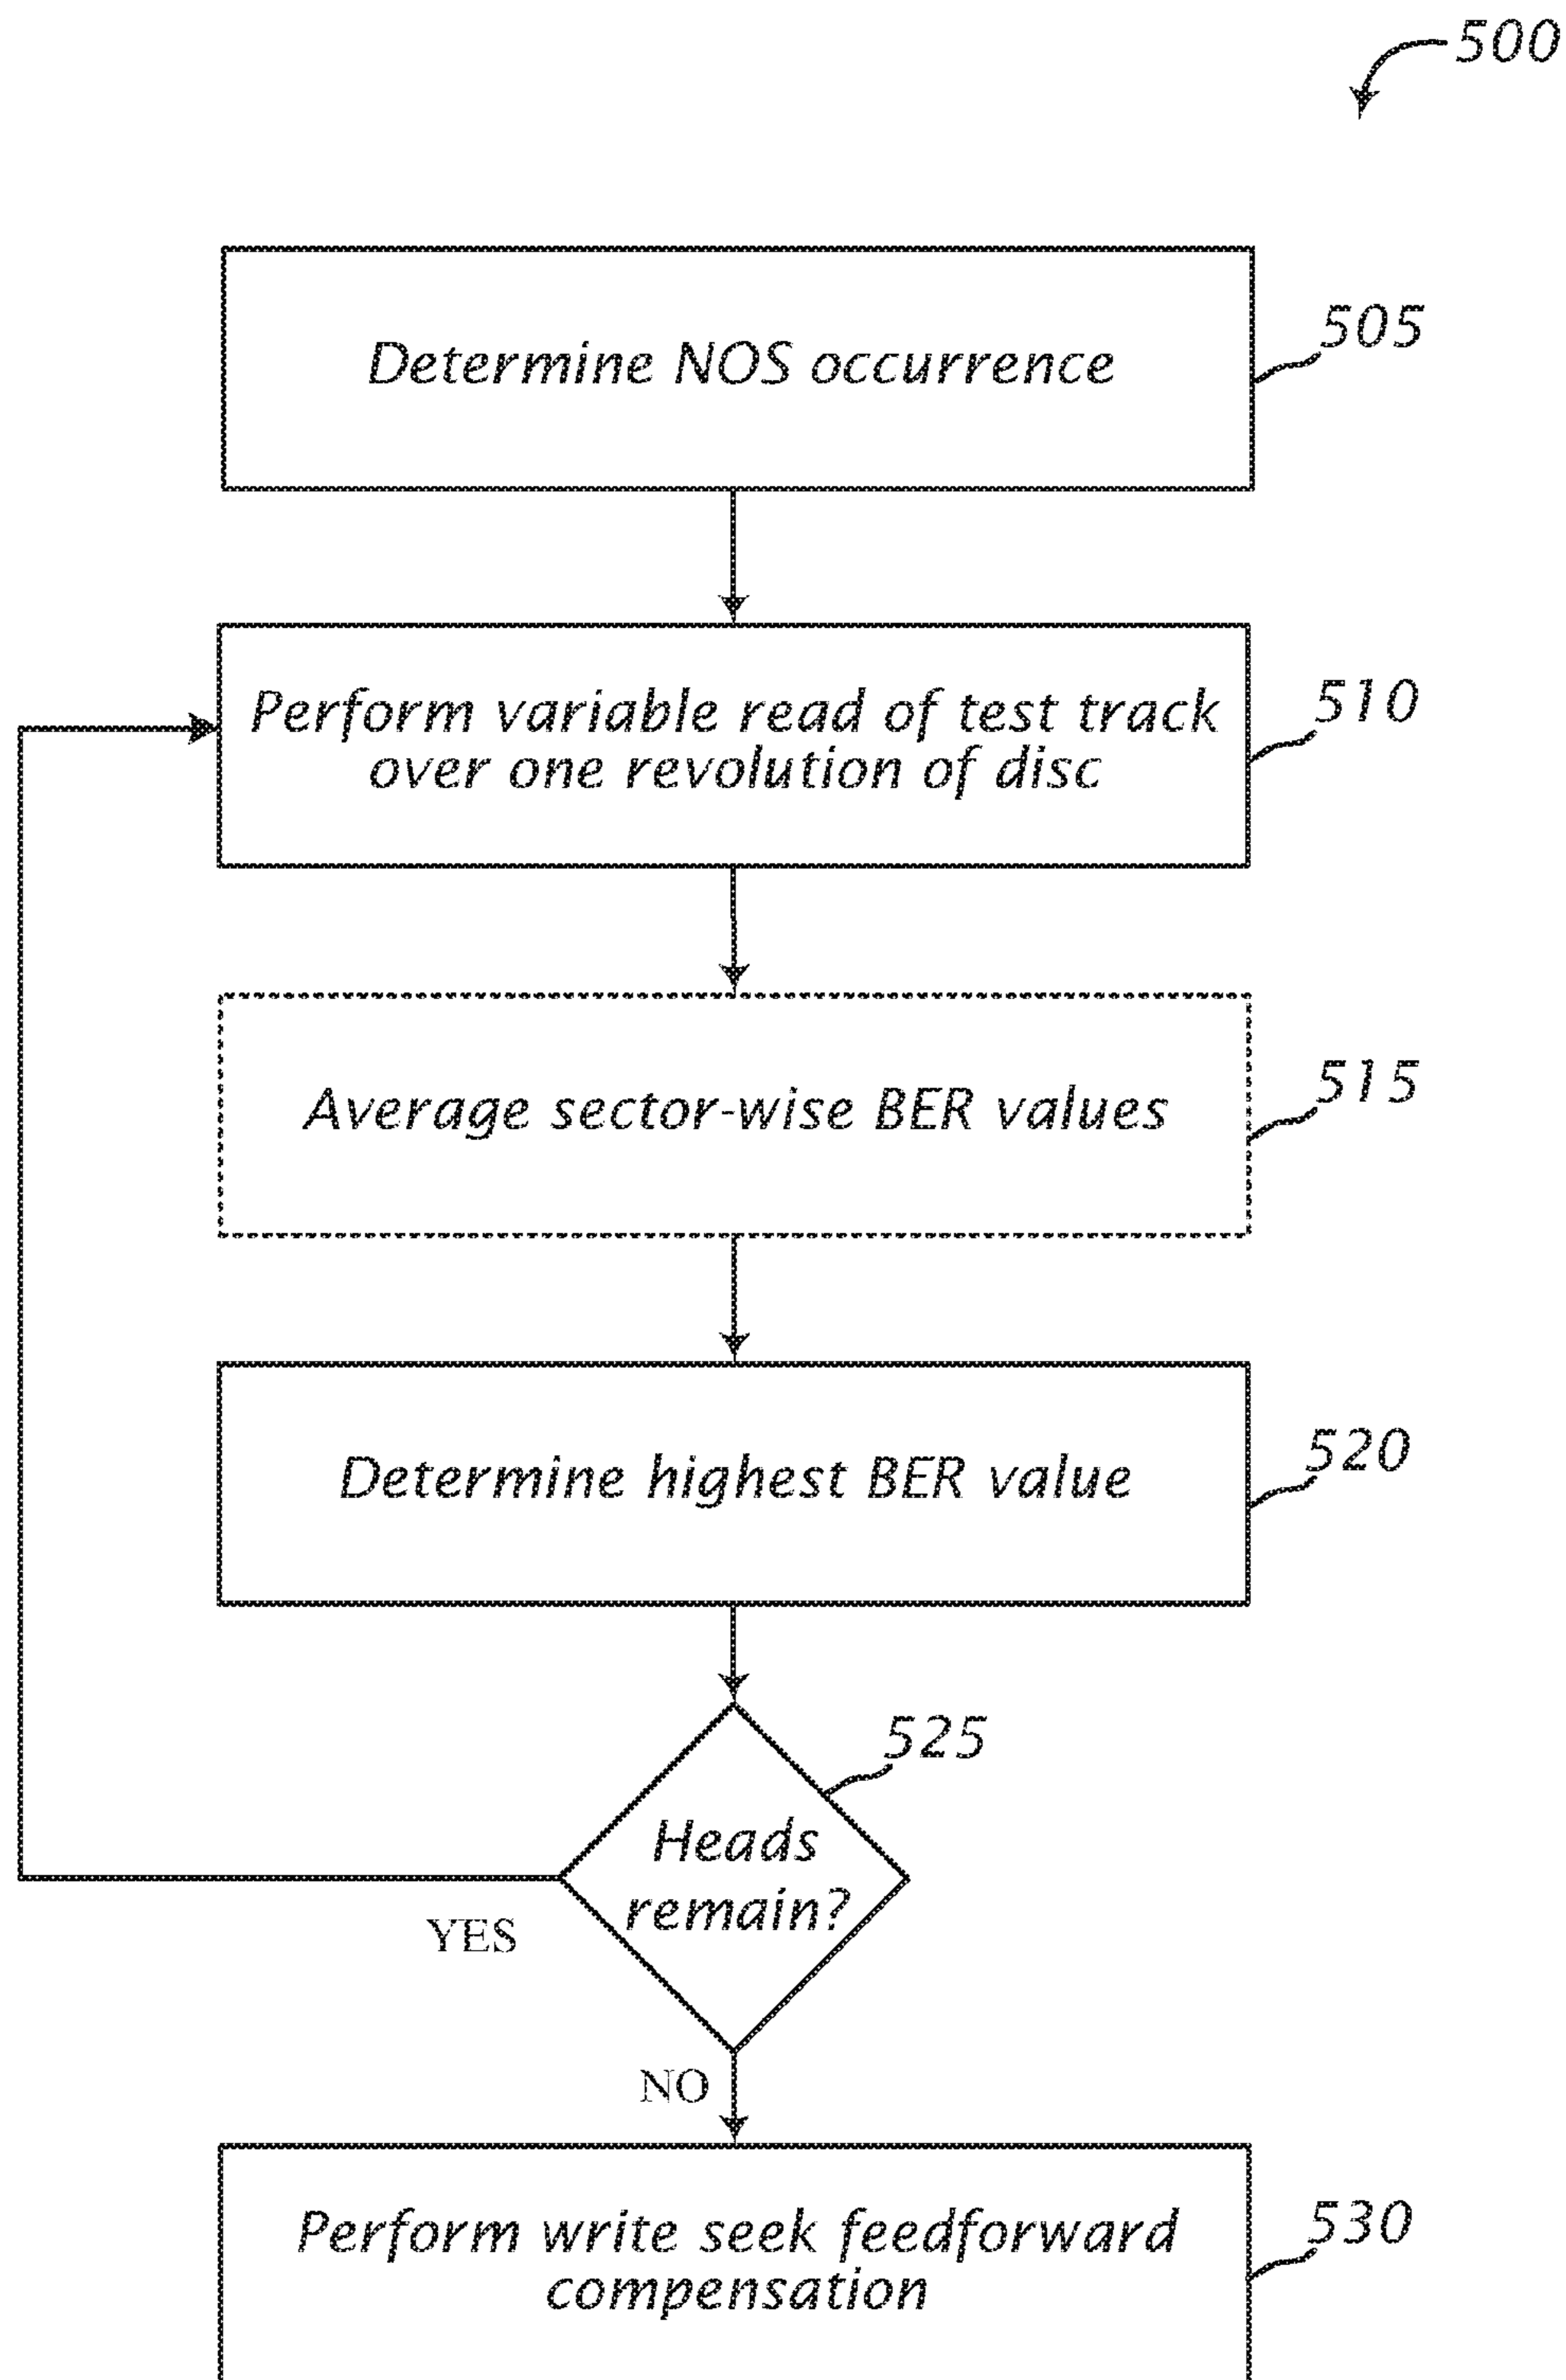 500
Determine NOS occurrence
505
Perform variable read of test track
over one revolution of disc
510
Average sector-wise BER values
515
Determine highest BER value
520
525
Heads
remain?
YES
NO
Perform write seek feedforward
compensation
530